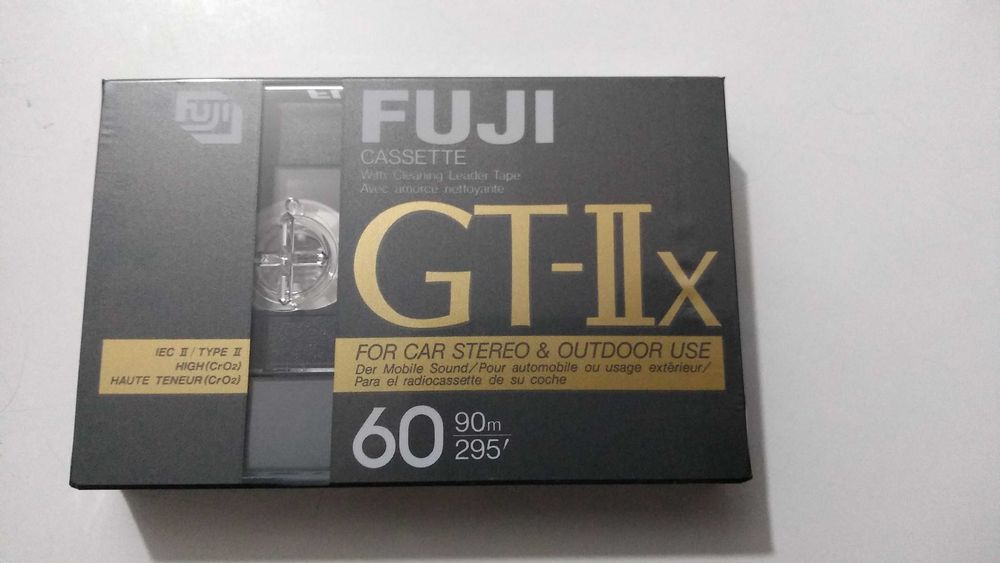 FUJI
FUJI
CASSETTE
With Cleaning Leader Tape
Avec amorce nettoyante
GT-IIx
IEC II / TYPE II
HIGH (CrO2)
HAUTE TENEUR (CrO2)
FOR CAR STEREO & OUTDOOR USE
Der Mobile Sound/Pour automobile ou usage extérieur/
Para el radiocassette de su coche
60
90m
295'